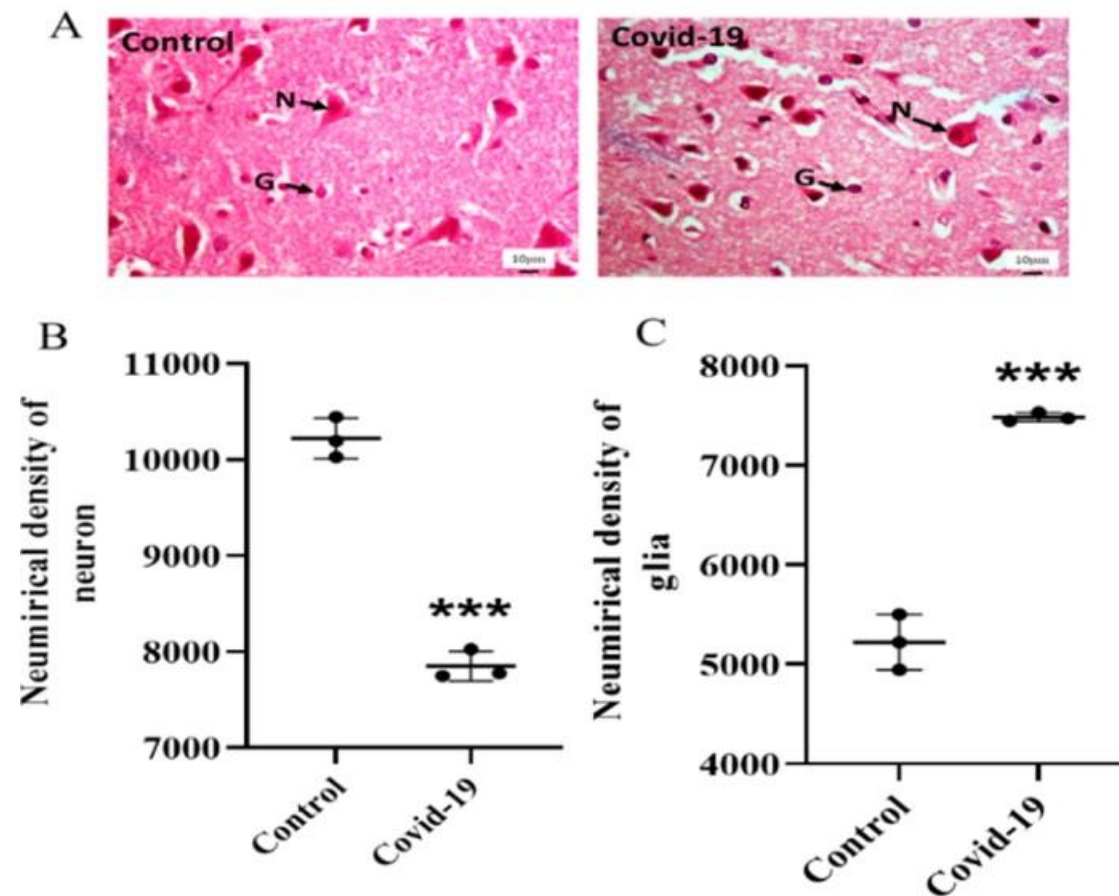 A
Control
N
G
10μm
Covid-19
N
G
10μm
B
Neumirical density of
neuron
11000
10000
9000
8000
7000
***
Control
Covid-19
C
Neumirical density of
glia
8000
7000
6000
5000
4000
***
Control
Covid-19